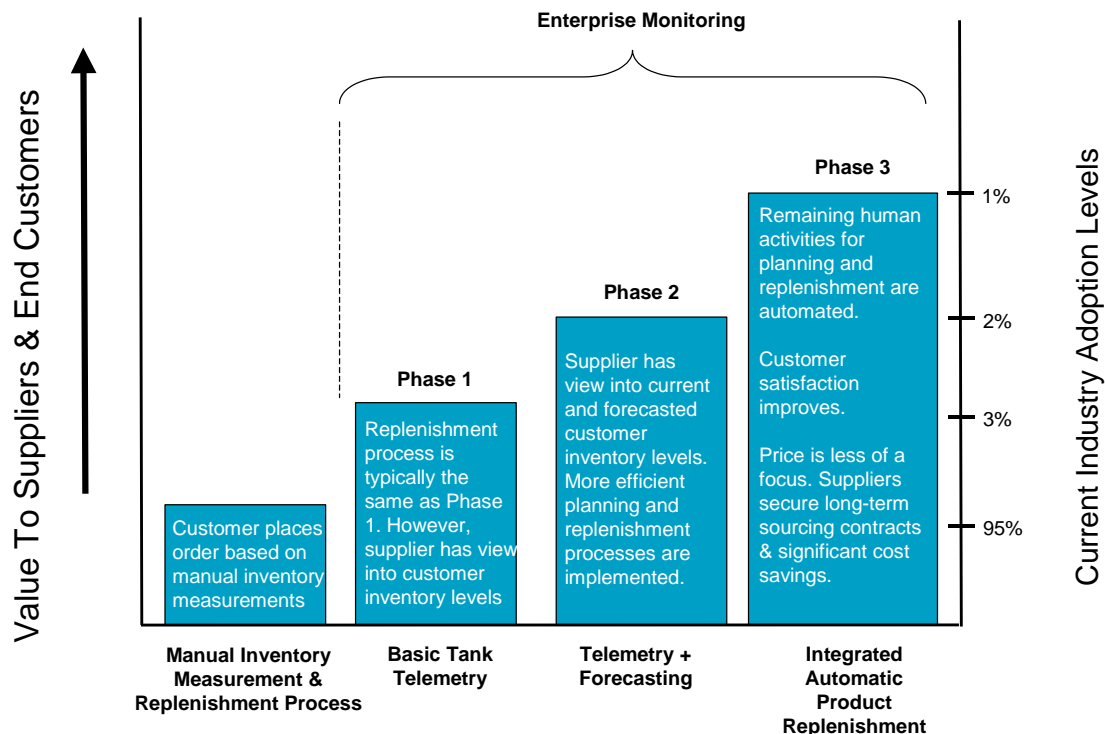 Enterprise Monitoring
Value To Suppliers & End Customers
Current Industry Adoption Levels
Phase 1
Phase 2
Phase 3
Customer places
order based on
manual inventory
measurements
Replenishment
process is
typically the
same as Phase
1. However,
supplier has view
into customer
inventory levels
Supplier has
view into current
and forecasted
customer
inventory levels.
More efficient
planning and
replenishment
processes are
implemented.
Remaining human
activities for
planning and
replenishment are
automated.
Customer
satisfaction
improves.
Price is less of a
focus. Suppliers
secure long-term
sourcing contracts
& significant cost
savings.
1%
2%
3%
95%
Manual Inventory
Measurement &
Replenishment Process
Basic Tank
Telemetry
Telemetry +
Forecasting
Integrated
Automatic
Product
Replenishment